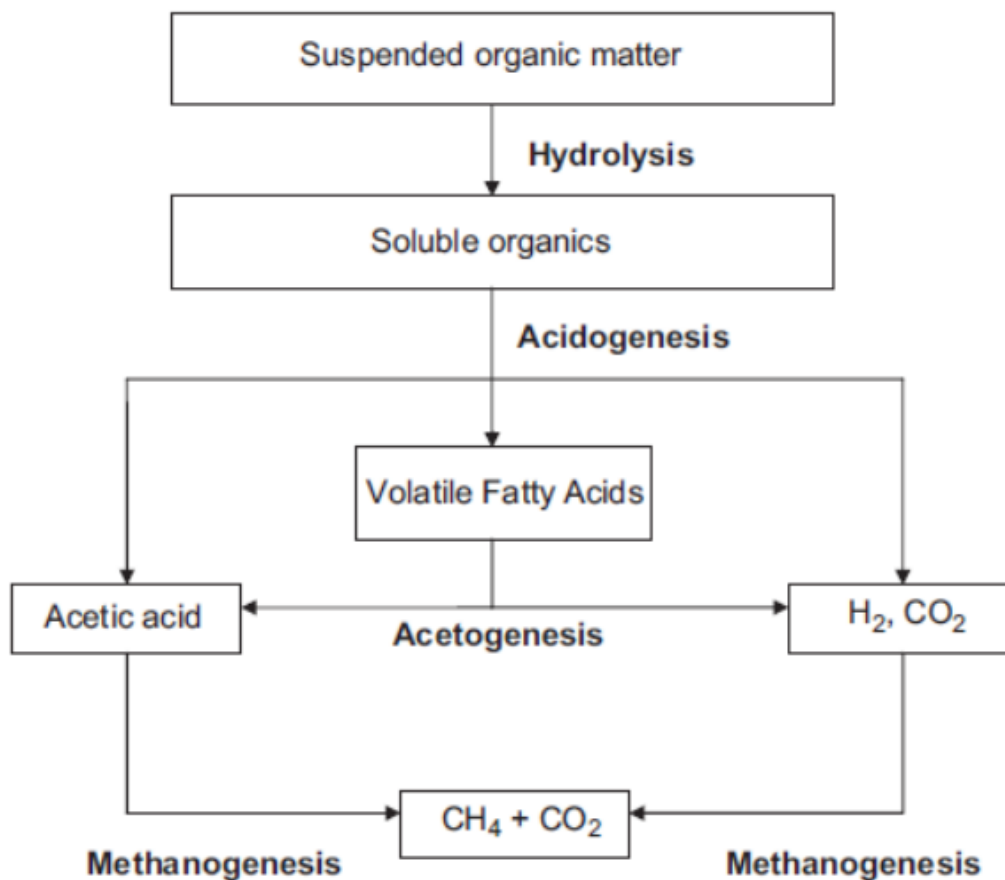 Suspended organic matter
Hydrolysis
Soluble organics
Acidogenesis
Volatile Fatty Acids
Acetic acid
H₂, CO₂
Acetogenesis
CH₄ + CO₂
Methanogenesis
Methanogenesis